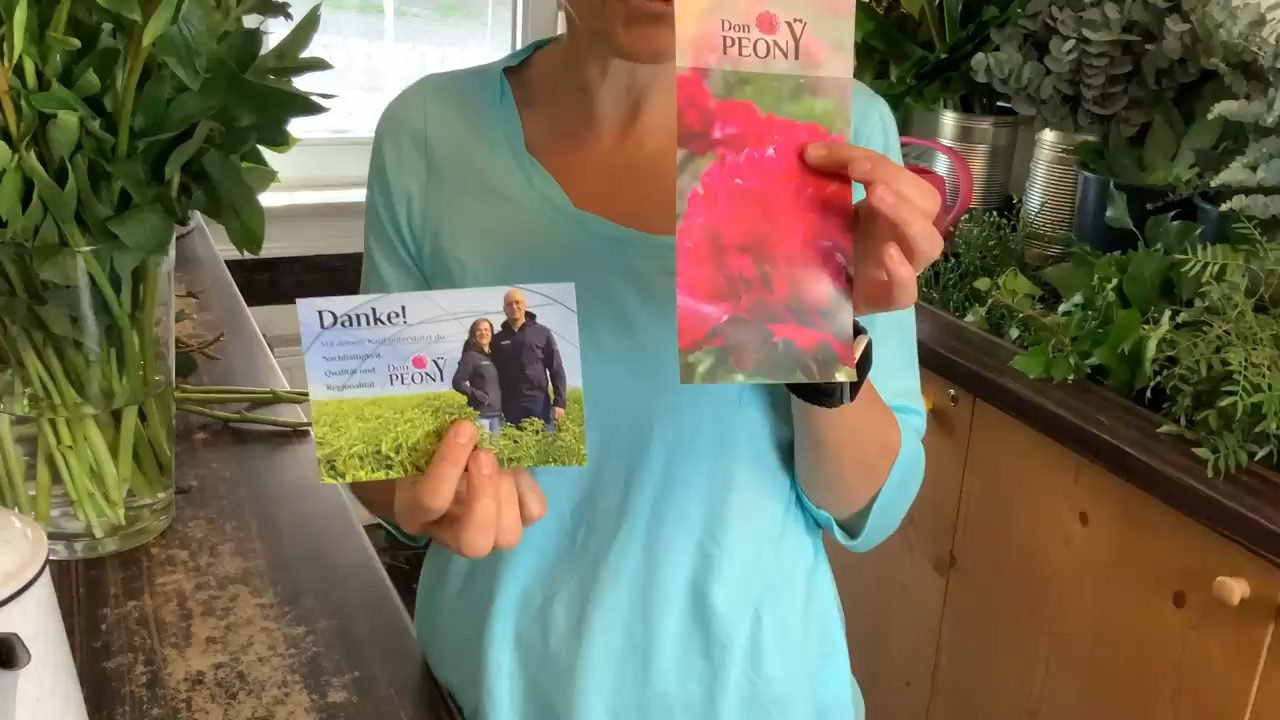 Don
PEONY
Danke!
Mit deinem Kauf unterstützt du
Nachhaltigkeit,
Qualität und
Regionalität
Don
PEONY